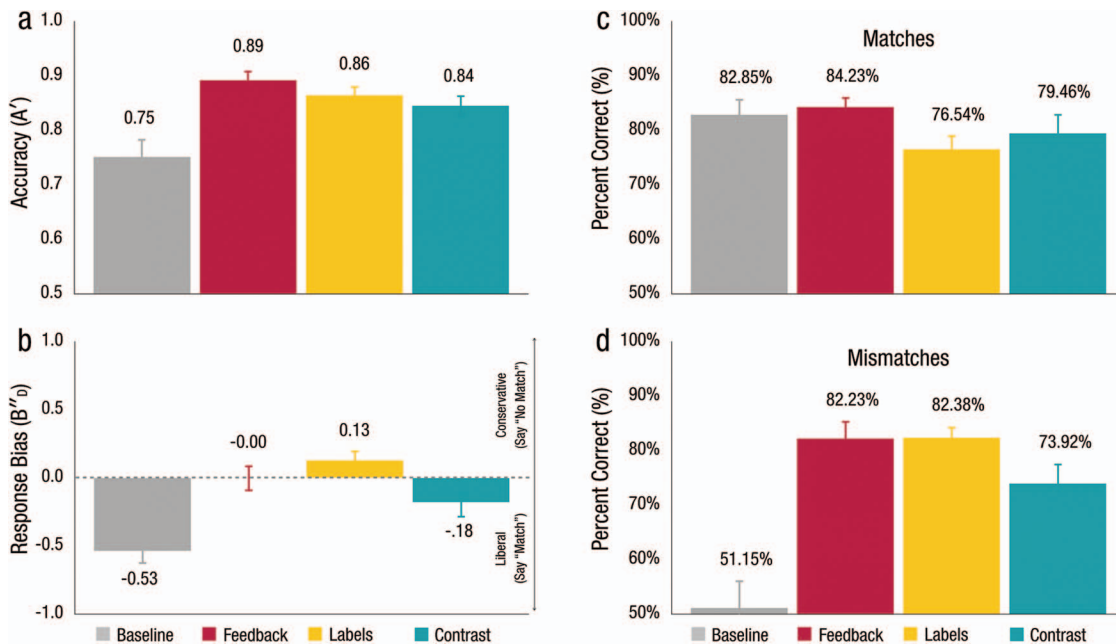 a
Accuracy (A′)
1.0
0.9
0.8
0.7
0.6
0.5
0.75
0.89
0.86
0.84
b
Response Bias (B″D)
1.0
0.5
0.0
-0.5
-1.0
-0.53
-0.00
0.13
-.18
Conservative
(Say “No Match”)
Liberal
(Say “Match”)
Baseline Feedback Labels Contrast
c
Matches
Percent Correct (%)
100%
90%
80%
70%
60%
50%
82.85%
84.23%
76.54%
79.46%
d
Mismatches
Percent Correct (%)
100%
90%
80%
70%
60%
50%
51.15%
82.23%
82.38%
73.92%
Baseline Feedback Labels Contrast